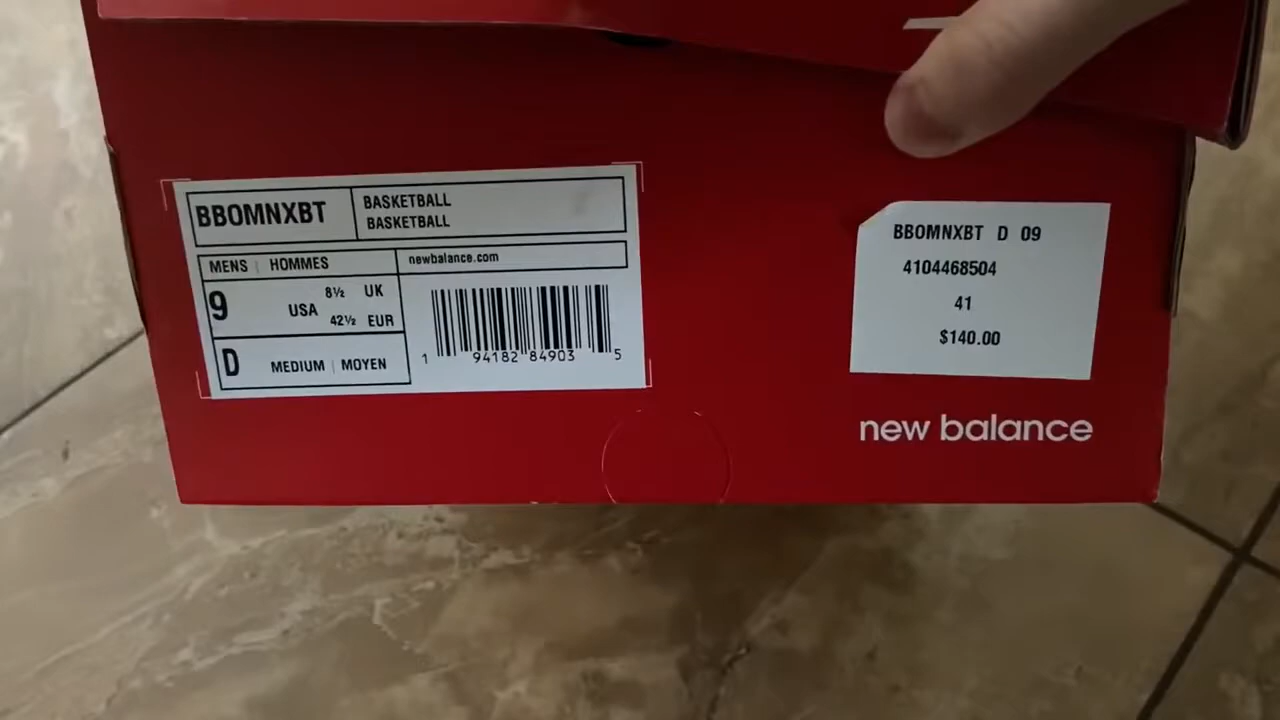 BBOMNXBT
BASKETBALL
BASKETBALL
MENS | HOMMES
newbalance.com
9 USA 8½ UK
42½ EUR
D MEDIUM | MOYEN
1 94182 84903 5
BBOMNXBT D 09
4104468504
41
$140.00
new balance